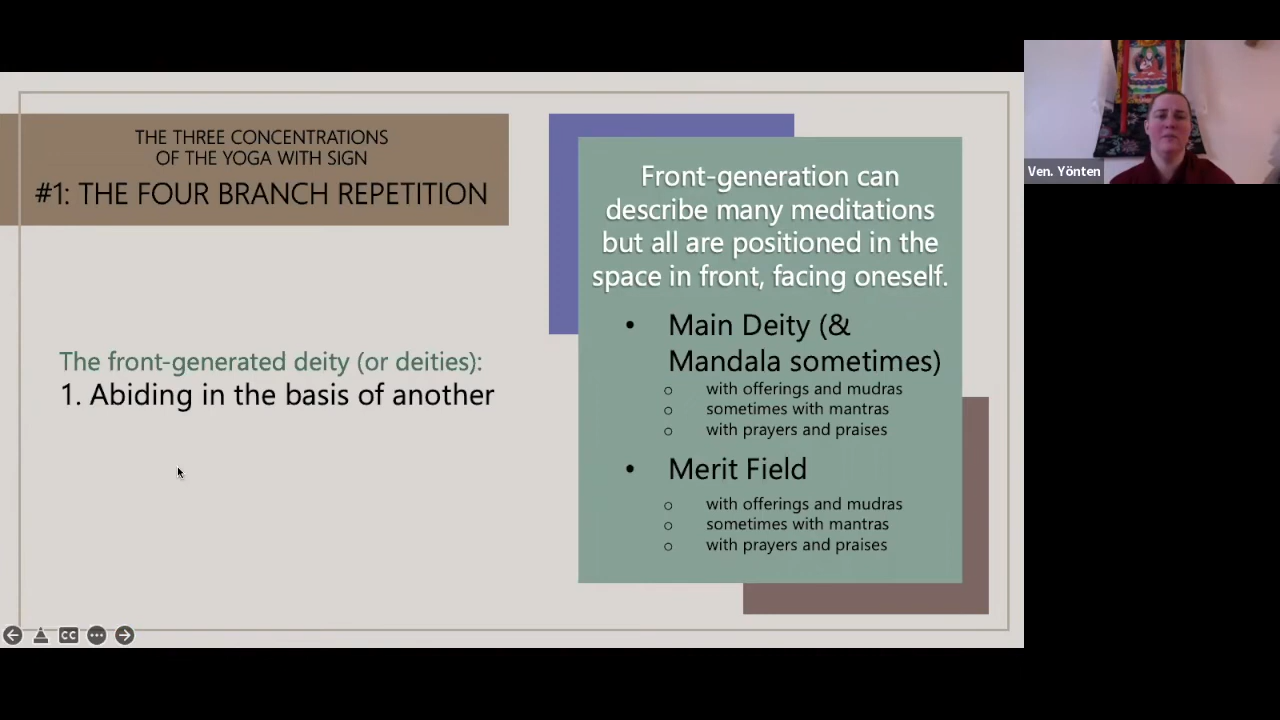 THE THREE CONCENTRATIONS
OF THE YOGA WITH SIGN
#1: THE FOUR BRANCH REPETITION
The front-generated deity (or deities):
1. Abiding in the basis of another
Front-generation can
describe many meditations
but all are positioned in the
space in front, facing oneself.
• Main Deity (&
Mandala sometimes)
o with offerings and mudras
o sometimes with mantras
o with prayers and praises
• Merit Field
o with offerings and mudras
o sometimes with mantras
o with prayers and praises
CC
Ven. Yönten